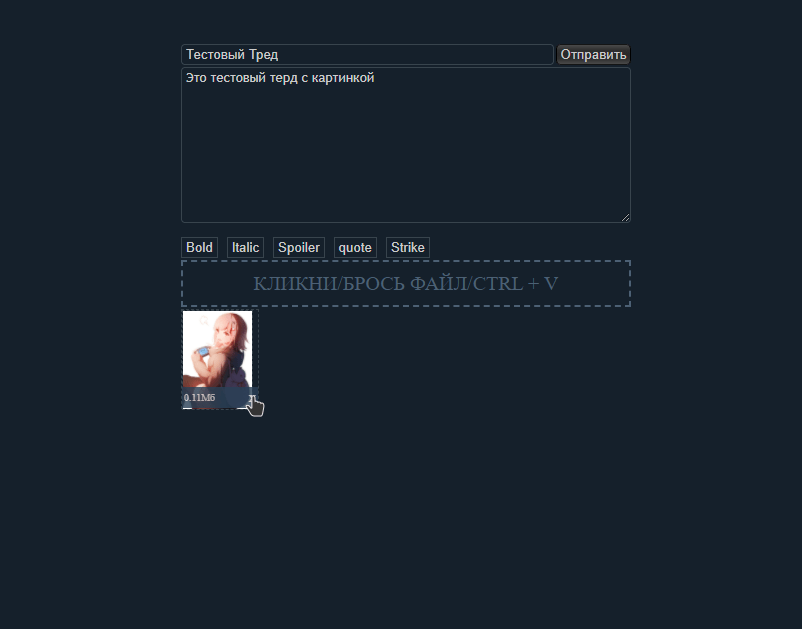 Тестовый Тред Отправить
Это тестовый терд с картинкой
Bold Italic Spoiler quote Strike
КЛИКНИ/БРОСЬ ФАЙЛ/CTRL + V
0.11Мб